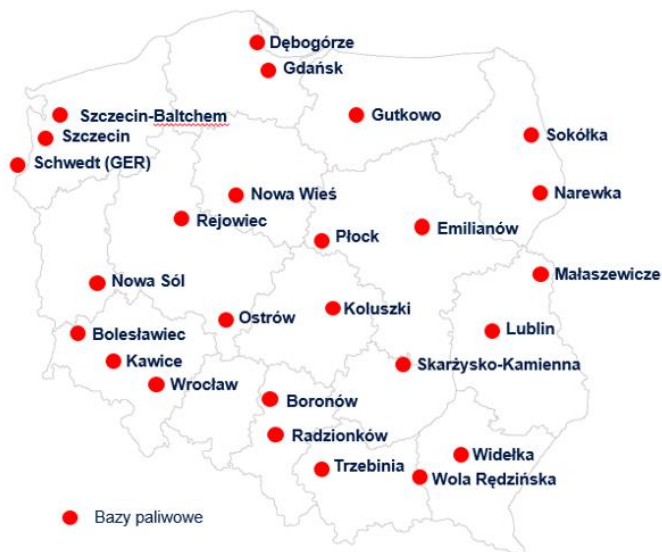 Dębogórze
Gdańsk
Szczecin-Baltchem
Gutkowo
Szczecin
Sokółka
Schwedt (GER)
Nowa Wieś
Narewka
Rejowiec
Płock
Emilianów
Małaszewicze
Nowa Sól
Ostrów
Koluszki
Bolesławiec
Lublin
Kawice
Skarżysko-Kamienna
Wrocław
Boronów
Radzionków
Widełka
Trzebinia
Wola Rędzińska
Bazy paliwowe